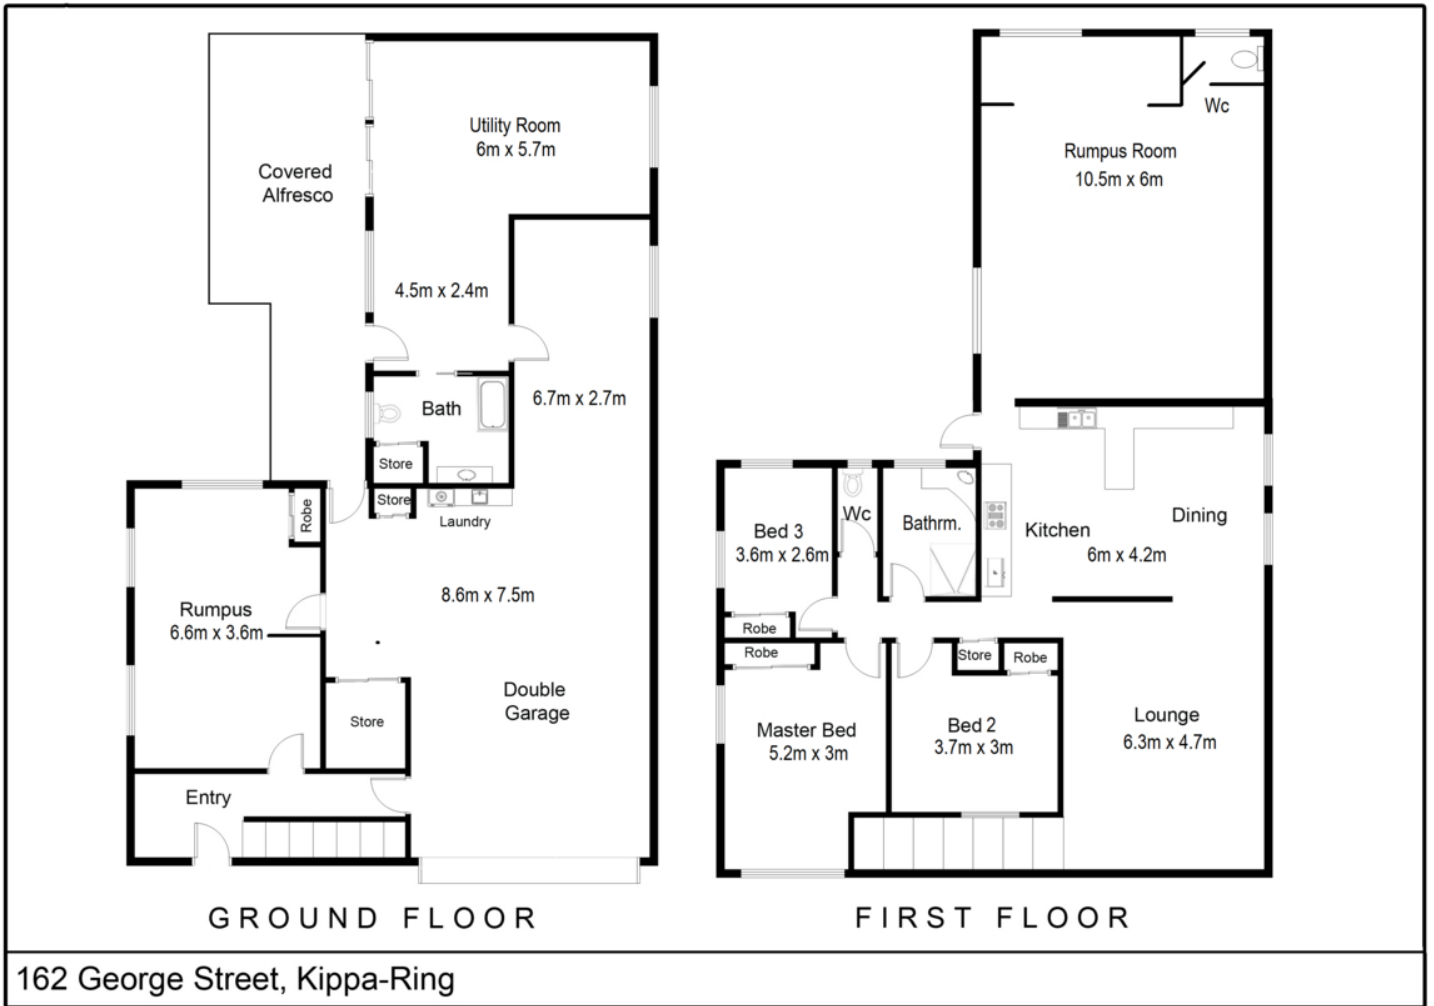 Covered
Alfresco
Utility Room
6m x 5.7m
4.5m x 2.4m
6.7m x 2.7m
Bath
Store
Store
Laundry
Robe
Rumpus
6.6m x 3.6m
8.6m x 7.5m
Store
Double
Garage
Entry
GROUND FLOOR
Wc
Rumpus Room
10.5m x 6m
Bed 3
3.6m x 2.6m
Wc
Bathrm.
Kitchen
Dining
6m x 4.2m
Robe
Robe
Store
Robe
Master Bed
5.2m x 3m
Bed 2
3.7m x 3m
Lounge
6.3m x 4.7m
FIRST FLOOR
162 George Street, Kippa-Ring